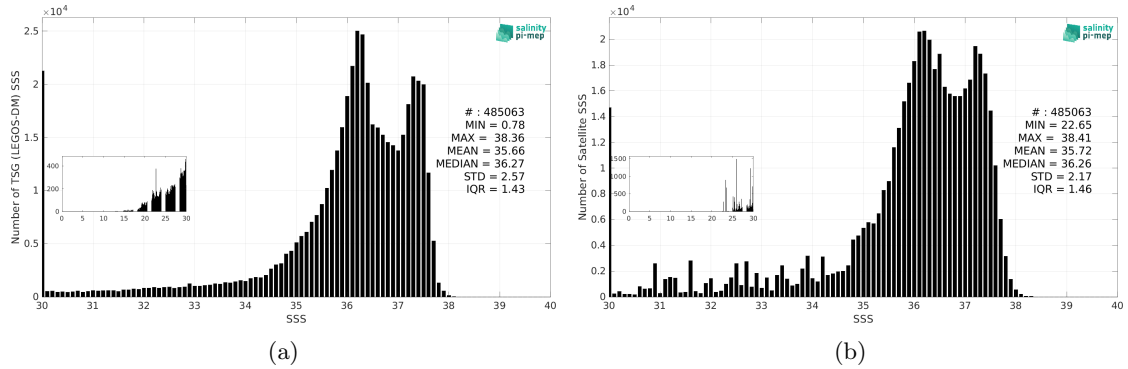 ×10⁴
salinity
pi-mep
Number of TSG (LEGOS-DM) SSS
2.5
2
1.5
1
0.5
0
# : 485063
MIN = 0.78
MAX = 38.36
MEAN = 35.66
MEDIAN = 36.27
STD = 2.57
IQR = 1.43
400
200
0
0 5 10 15 20 25 30
30 31 32 33 34 35 36 37 38 39 40
SSS
(a)
×10⁴
salinity
pi-mep
Number of Satellite SSS
2
1.8
1.6
1.4
1.2
1
0.8
0.6
0.4
0.2
0
# : 485063
MIN = 22.65
MAX = 38.41
MEAN = 35.72
MEDIAN = 36.26
STD = 2.17
IQR = 1.46
1500
1000
500
0
0 5 10 15 20 25 30
30 31 32 33 34 35 36 37 38 39 40
SSS
(b)